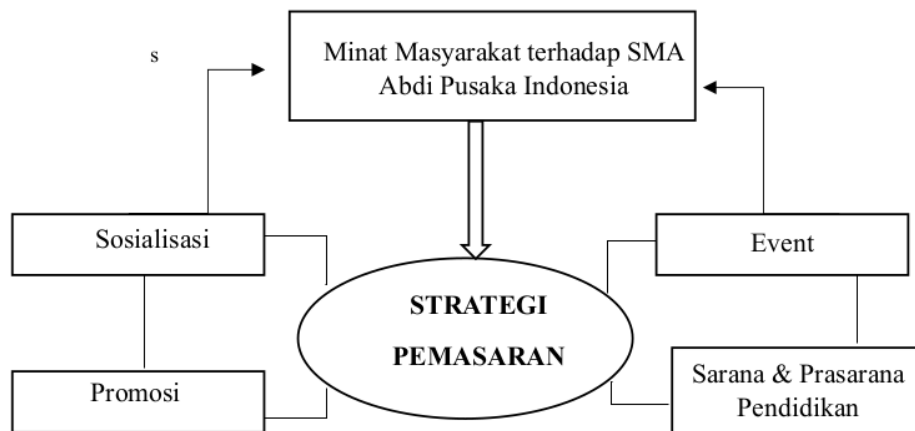 s
Minat Masyarakat terhadap SMA
Abdi Pusaka Indonesia
Sosialisasi
Event
STRATEGI
PEMASARAN
Promosi
Sarana & Prasarana
Pendidikan